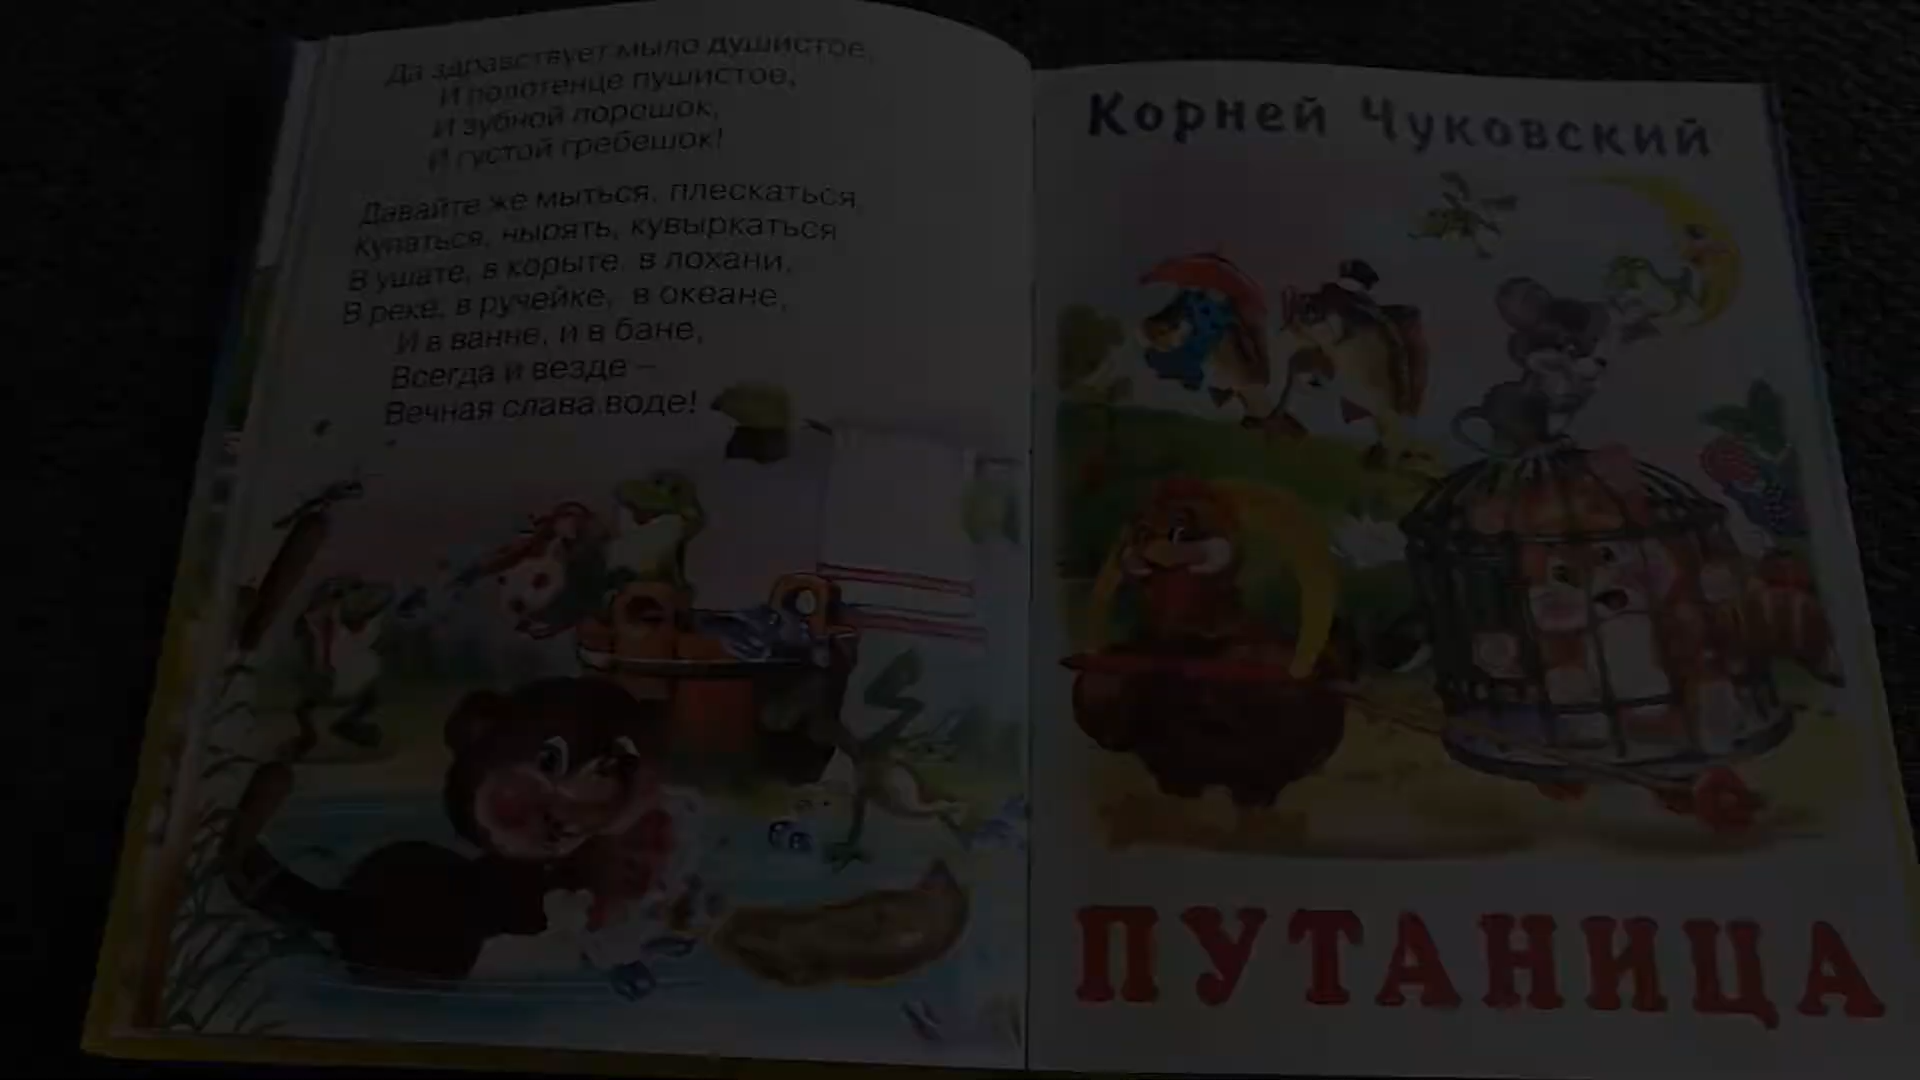 Да здравствует мыло душистое,
И полотенце пушистое,
И зубной порошок,
И густой гребешок!
Давайте же мыться, плескаться,
Купаться, нырять, кувыркаться
В ушате, в корыте, в лохани,
В реке, в ручейке, в океане,
И в ванне, и в бане,
Всегда и везде –
Вечная слава воде!
Корней Чуковский
ПУТАНИЦА